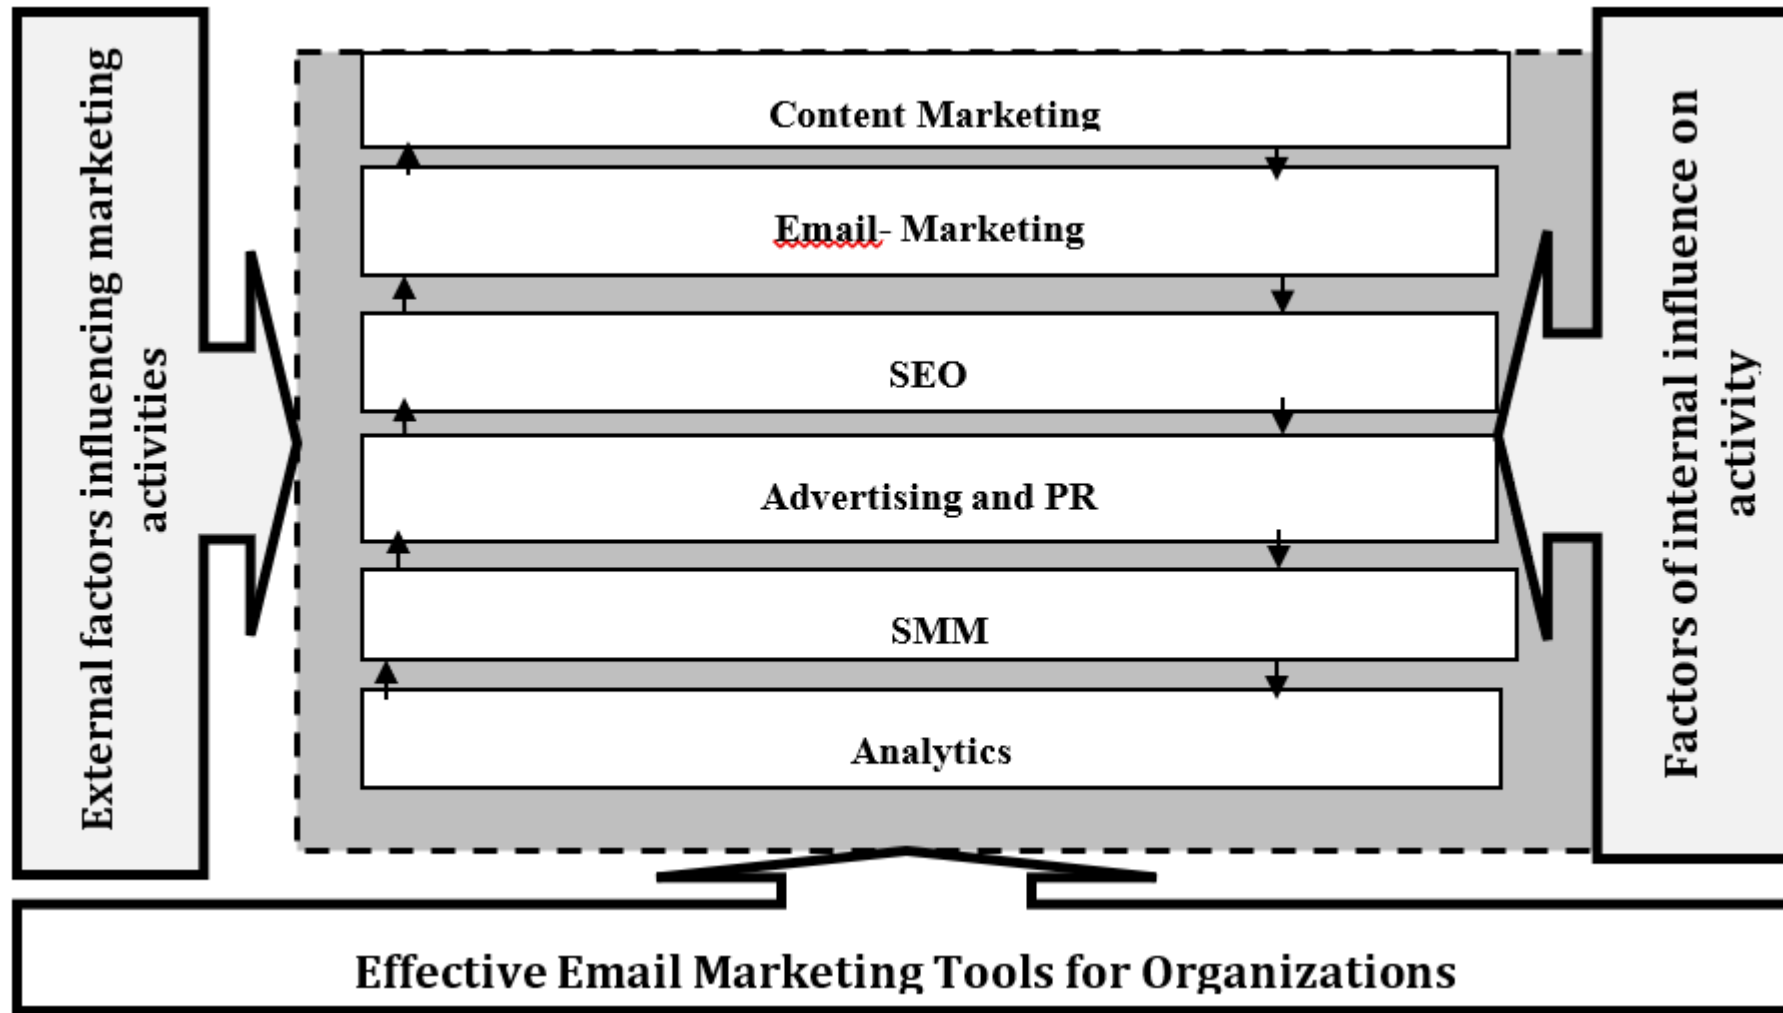 External factors influencing marketing
activities
Content Marketing
Email- Marketing
SEO
Advertising and PR
SMM
Analytics
Factors of internal influence on
activity
Effective Email Marketing Tools for Organizations